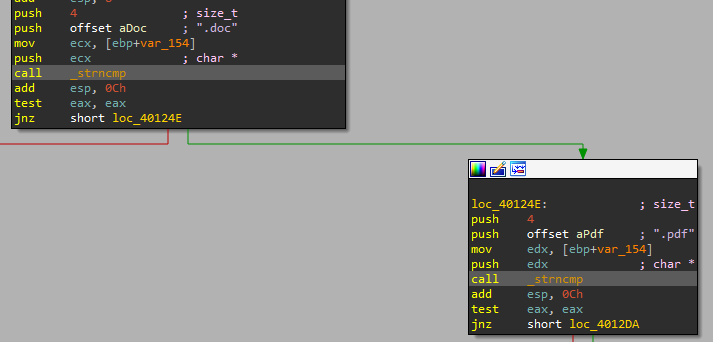 add esp, 8
push 4 ; size_t
push offset aDoc ; ".doc"
mov ecx, [ebp+var_154]
push ecx ; char *
call _strncmp
add esp, 0Ch
test eax, eax
jnz short loc_40124E
loc_40124E: ; size_t
push 4
push offset aPdf ; ".pdf"
mov edx, [ebp+var_154]
push edx ; char *
call _strncmp
add esp, 0Ch
test eax, eax
jnz short loc_4012DA